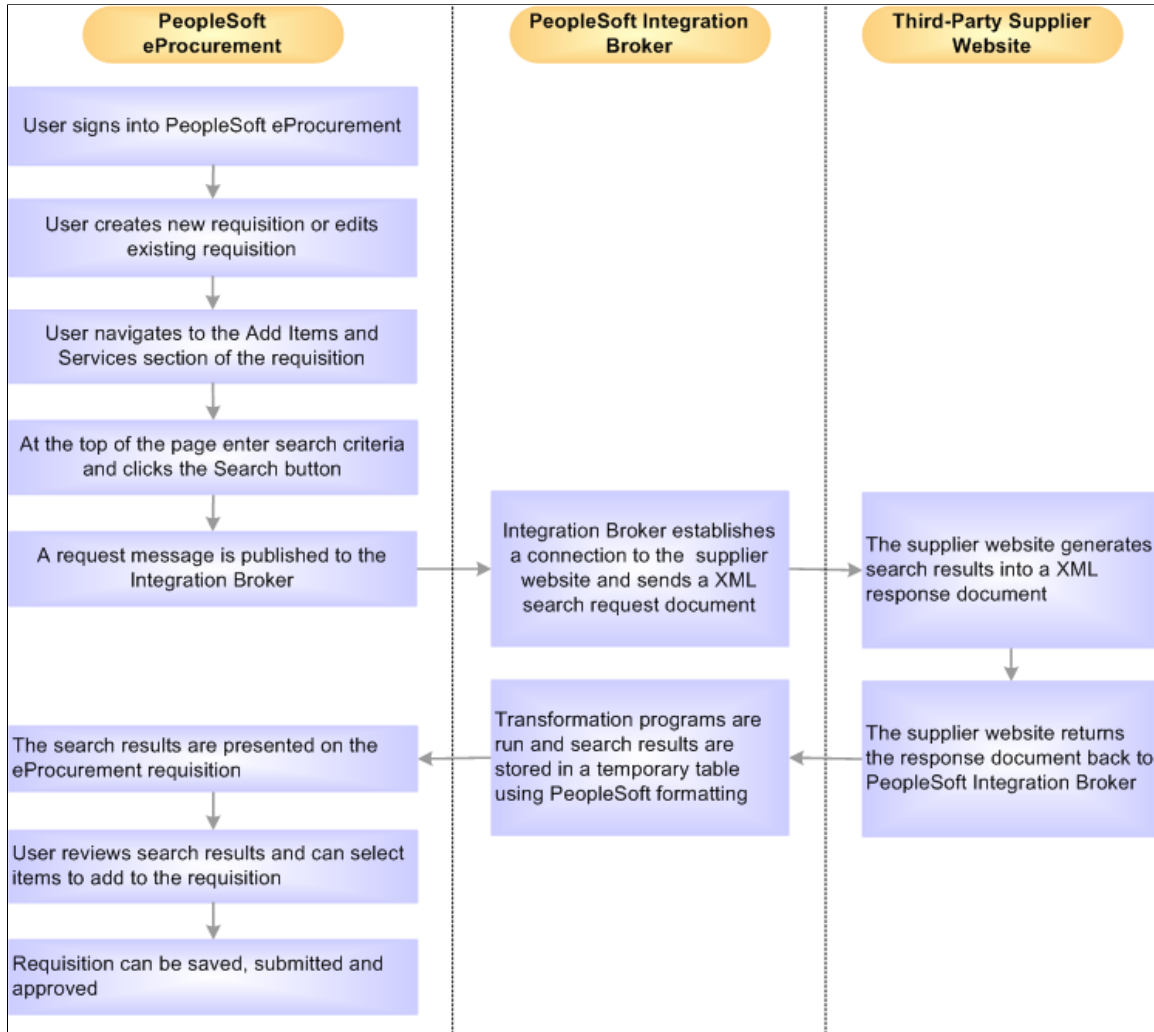 PeopleSoft
eProcurement
PeopleSoft Integration
Broker
Third-Party Supplier
Website
User signs into PeopleSoft eProcurement
User creates new requisition or edits
existing requisition
User navigates to the Add Items and
Services section of the requisition
At the top of the page enter search criteria
and clicks the Search button
A request message is published to the
Integration Broker
Integration Broker establishes
a connection to the supplier
website and sends a XML
search request document
The supplier website generates
search results into a XML
response document
The supplier website returns
the response document back to
PeopleSoft Integration Broker
Transformation programs are
run and search results are
stored in a temporary table
using PeopleSoft formatting
The search results are presented on the
eProcurement requisition
User reviews search results and can select
items to add to the requisition
Requisition can be saved, submitted and
approved